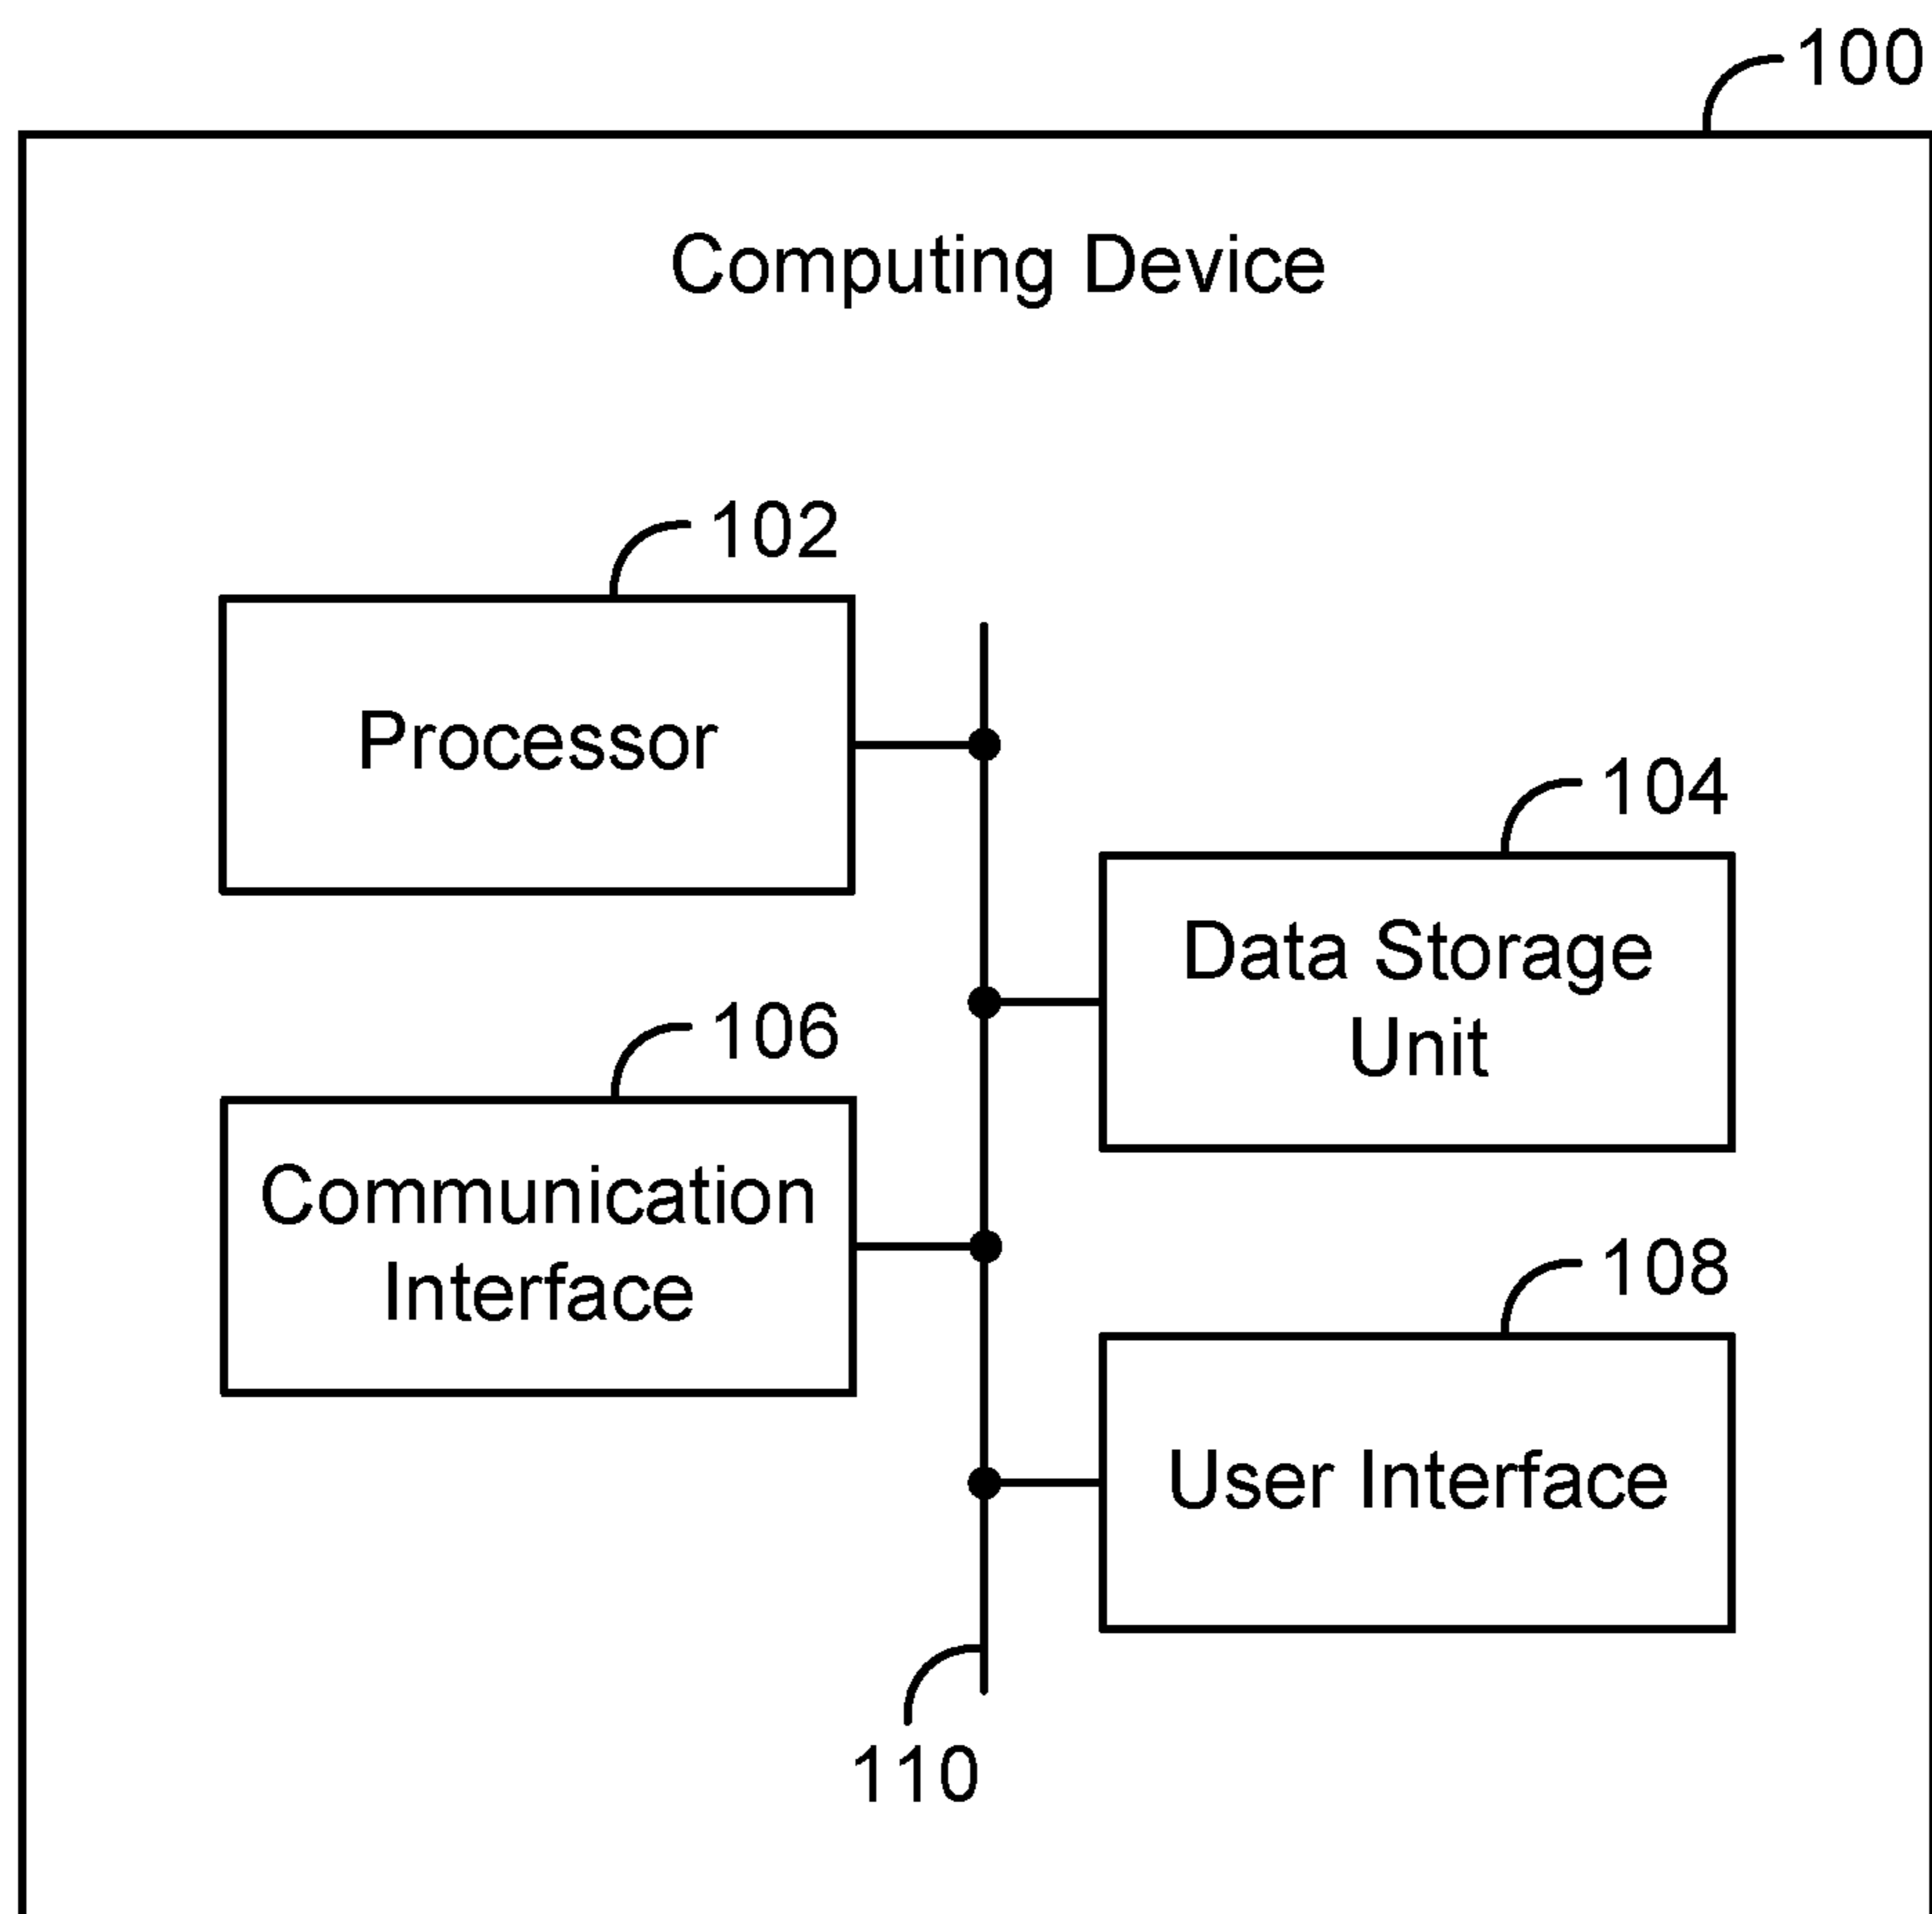 100
Computing Device
102
Processor
104
Data Storage
Unit
106
Communication
Interface
108
User Interface
110